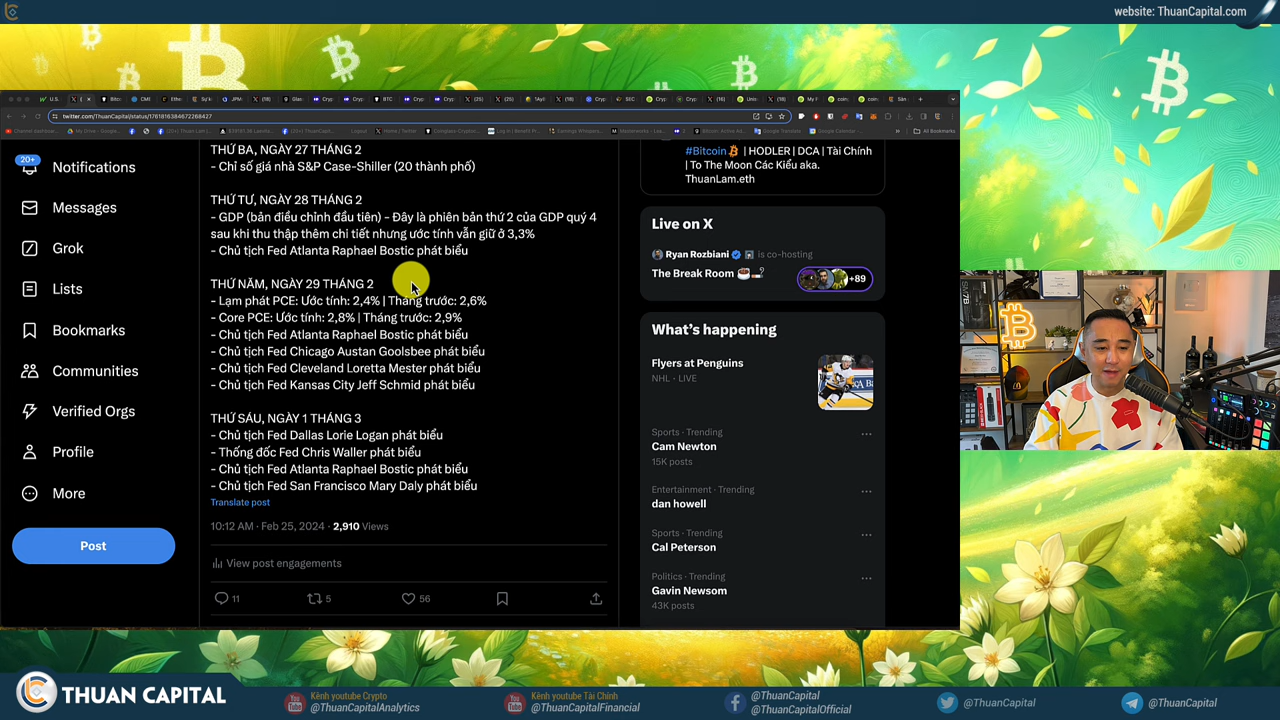 website: ThuanCapital.com
twitter.com/ThuanCapital/status/1761816384672268427
All Bookmarks
20+
Notifications
Messages
Grok
Lists
Bookmarks
Communities
Verified Orgs
Profile
More
Post
THỨ BA, NGÀY 27 THÁNG 2
- Chỉ số giá nhà S&P Case-Shiller (20 thành phố)
THỨ TƯ, NGÀY 28 THÁNG 2
- GDP (bản điều chỉnh đầu tiên) - Đây là phiên bản thứ 2 của GDP quý 4
sau khi thu thập thêm chi tiết nhưng ước tính vẫn giữ ở 3,3%
- Chủ tịch Fed Atlanta Raphael Bostic phát biểu
THỨ NĂM, NGÀY 29 THÁNG 2
- Lạm phát PCE: Ước tính: 2,4% | Tháng trước: 2,6%
- Core PCE: Ước tính: 2,8% | Tháng trước: 2,9%
- Chủ tịch Fed Atlanta Raphael Bostic phát biểu
- Chủ tịch Fed Chicago Austan Goolsbee phát biểu
- Chủ tịch Fed Cleveland Loretta Mester phát biểu
- Chủ tịch Fed Kansas City Jeff Schmid phát biểu
THỨ SÁU, NGÀY 1 THÁNG 3
- Chủ tịch Fed Dallas Lorie Logan phát biểu
- Thống đốc Fed Chris Waller phát biểu
- Chủ tịch Fed Atlanta Raphael Bostic phát biểu
- Chủ tịch Fed San Francisco Mary Daly phát biểu
Translate post
10:12 AM · Feb 25, 2024 · 2,910 Views
View post engagements
11
5
56
#Bitcoin | HODLER | DCA | Tài Chính
| To The Moon Các Kiểu aka.
ThuanLam.eth
Live on X
Ryan Rozbiani is co-hosting
The Break Room
+89
What's happening
Flyers at Penguins
NHL · LIVE
Sports · Trending
Cam Newton
15K posts
Entertainment · Trending
dan howell
Sports · Trending
Cal Peterson
Politics · Trending
Gavin Newsom
43K posts
THUAN CAPITAL
Kênh youtube Crypto
@ThuanCapitalAnalytics
Kênh youtube Tài Chính
@ThuanCapitalFinancial
@ThuanCapital
@ThuanCapitalOfficial
@ThuanCapital
@ThuanCapital